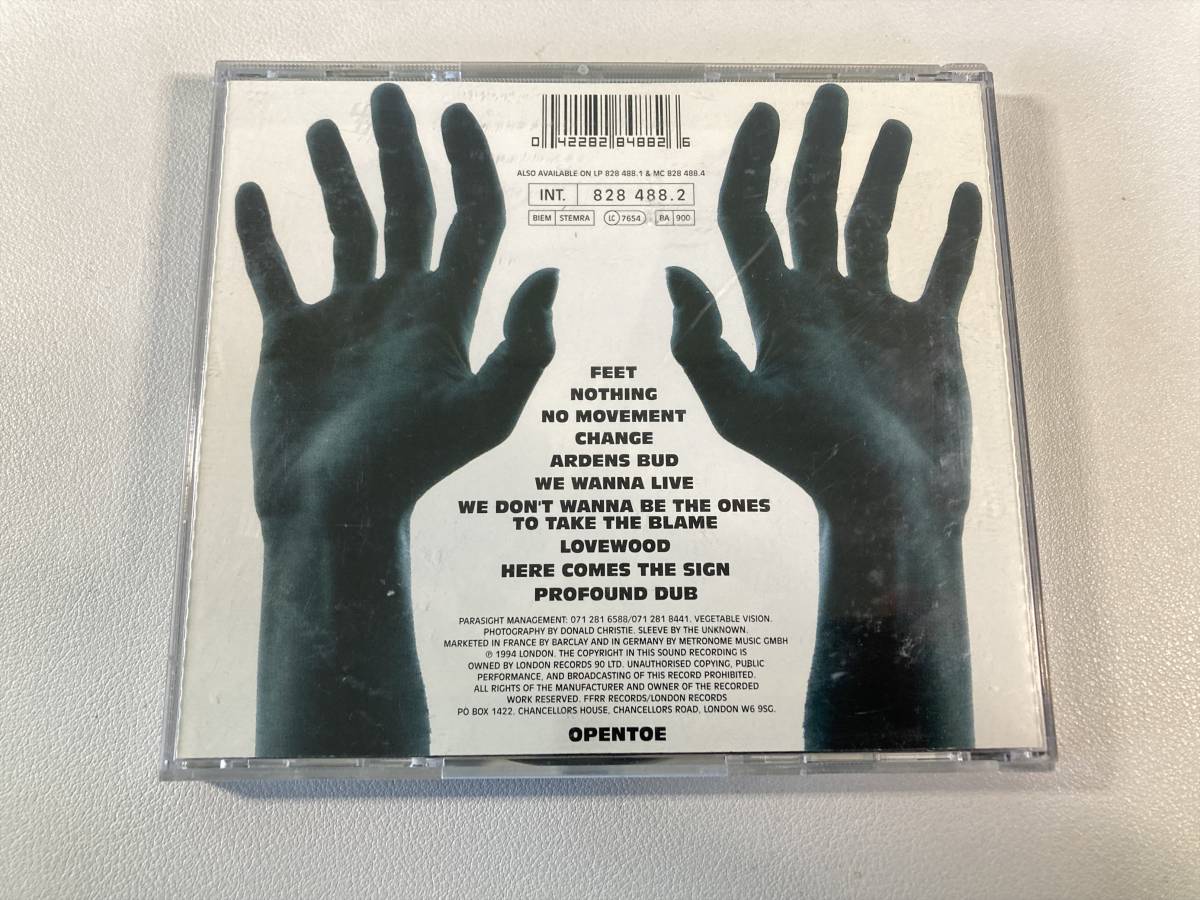 0 42282 84882 6
ALSO AVAILABLE ON LP 828 488.1 & MC 828 488.4
INT. 828 488.2
BIEM STEMRA LC 7654 BA 900
FEET
NOTHING
NO MOVEMENT
CHANGE
ARDENS BUD
WE WANNA LIVE
WE DON'T WANNA BE THE ONES
TO TAKE THE BLAME
LOVEWOOD
HERE COMES THE SIGN
PROFOUND DUB
PARASIGHT MANAGEMENT: 071 281 6588/071 281 8441. VEGETABLE VISION.
PHOTOGRAPHY BY DONALD CHRISTIE. SLEEVE BY THE UNKNOWN.
MARKETED IN FRANCE BY BARCLAY AND IN GERMANY BY METRONOME MUSIC GMBH
℗ 1994 LONDON. THE COPYRIGHT IN THIS SOUND RECORDING IS
OWNED BY LONDON RECORDS 90 LTD. UNAUTHORISED COPYING, PUBLIC
PERFORMANCE, AND BROADCASTING OF THIS RECORD PROHIBITED.
ALL RIGHTS OF THE MANUFACTURER AND OWNER OF THE RECORDED
WORK RESERVED. FFRR RECORDS/LONDON RECORDS
PO BOX 1422, CHANCELLORS HOUSE, CHANCELLORS ROAD, LONDON W6 9SG.
OPENTOE